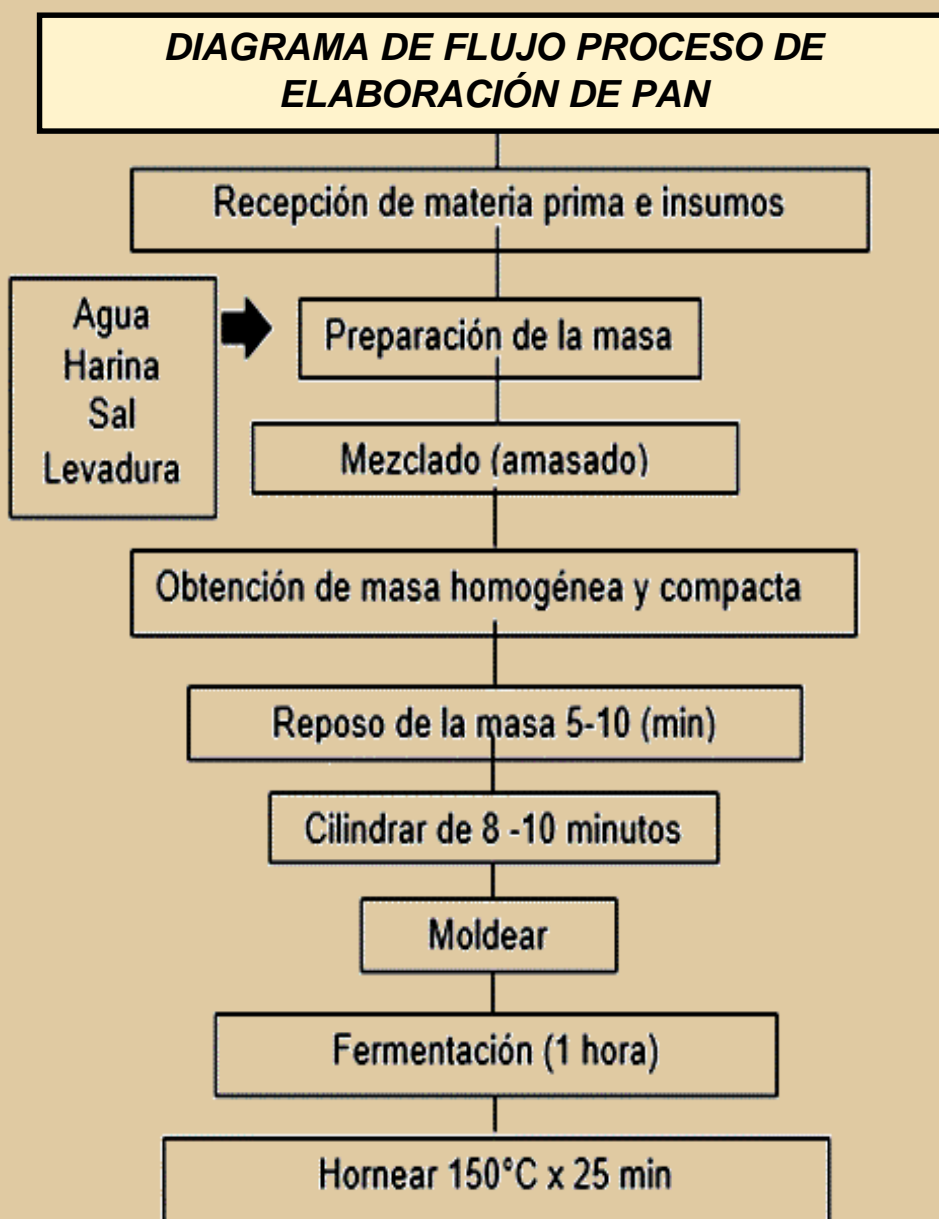 DIAGRAMA DE FLUJO PROCESO DE
ELABORACIÓN DE PAN
Recepción de materia prima e insumos
Agua
Harina
Sal
Levadura
Preparación de la masa
Mezclado (amasado)
Obtención de masa homogénea y compacta
Reposo de la masa 5-10 (min)
Cilindrar de 8 -10 minutos
Moldear
Fermentación (1 hora)
Hornear 150°C x 25 min